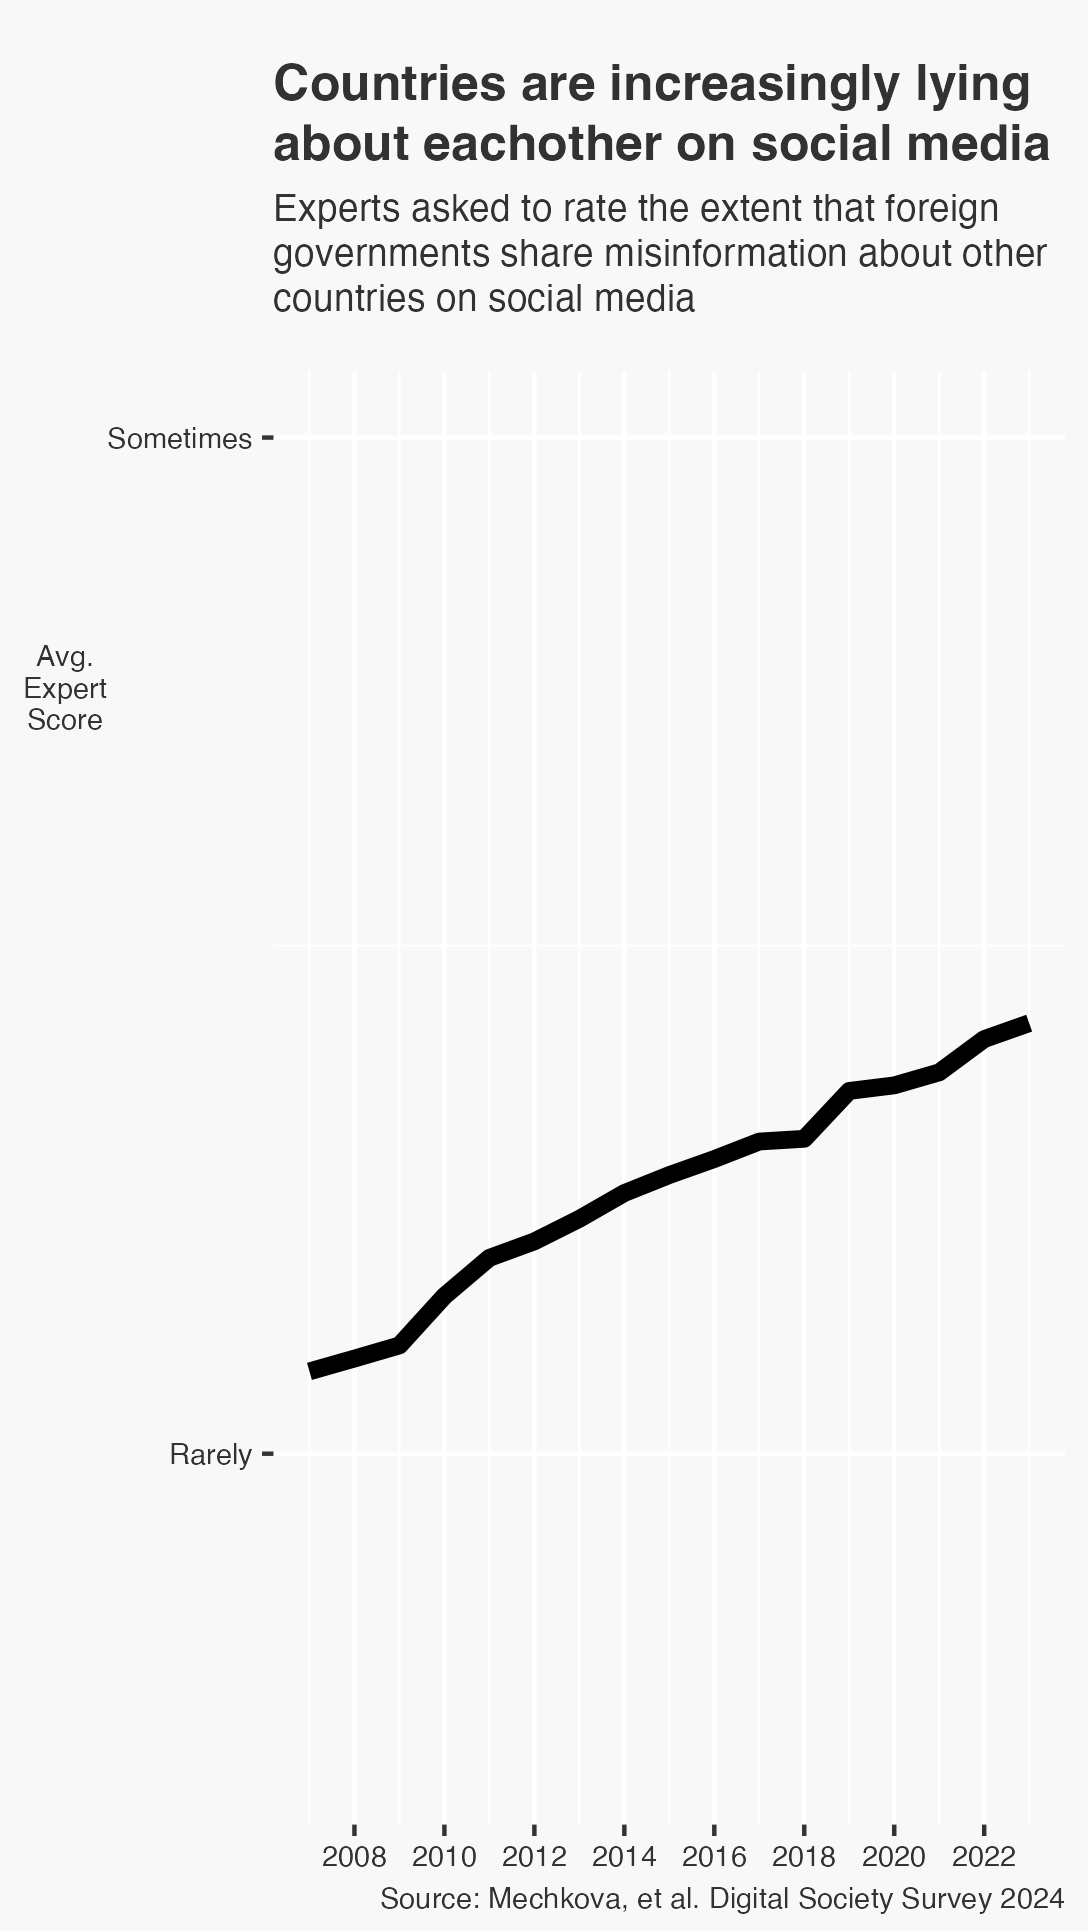 Countries are increasingly lying
about eachother on social media
Experts asked to rate the extent that foreign
governments share misinformation about other
countries on social media
Sometimes
Avg.
Expert
Score
Rarely
2008 2010 2012 2014 2016 2018 2020 2022
Source: Mechkova, et al. Digital Society Survey 2024